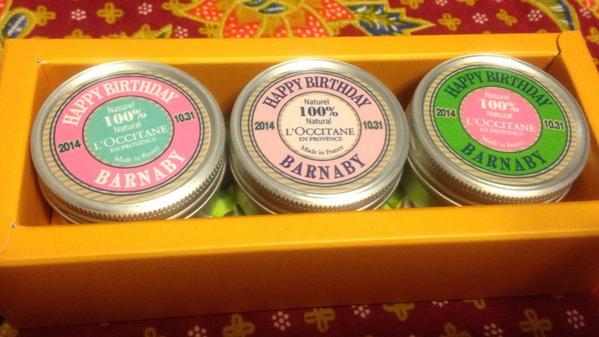 HAPPY BIRTHDAY
Naturel
100%
Natural
2014
10.31
L'OCCITANE
EN PROVENCE
Made in France
BARNABY
HAPPY BIRTHDAY
Naturel
100%
Natural
2014
10.31
L'OCCITANE
EN PROVENCE
Made in France
BARNABY
HAPPY BIRTHDAY
Naturel
100%
Natural
2014
10.31
L'OCCITANE
EN PROVENCE
Made in France
BARNABY